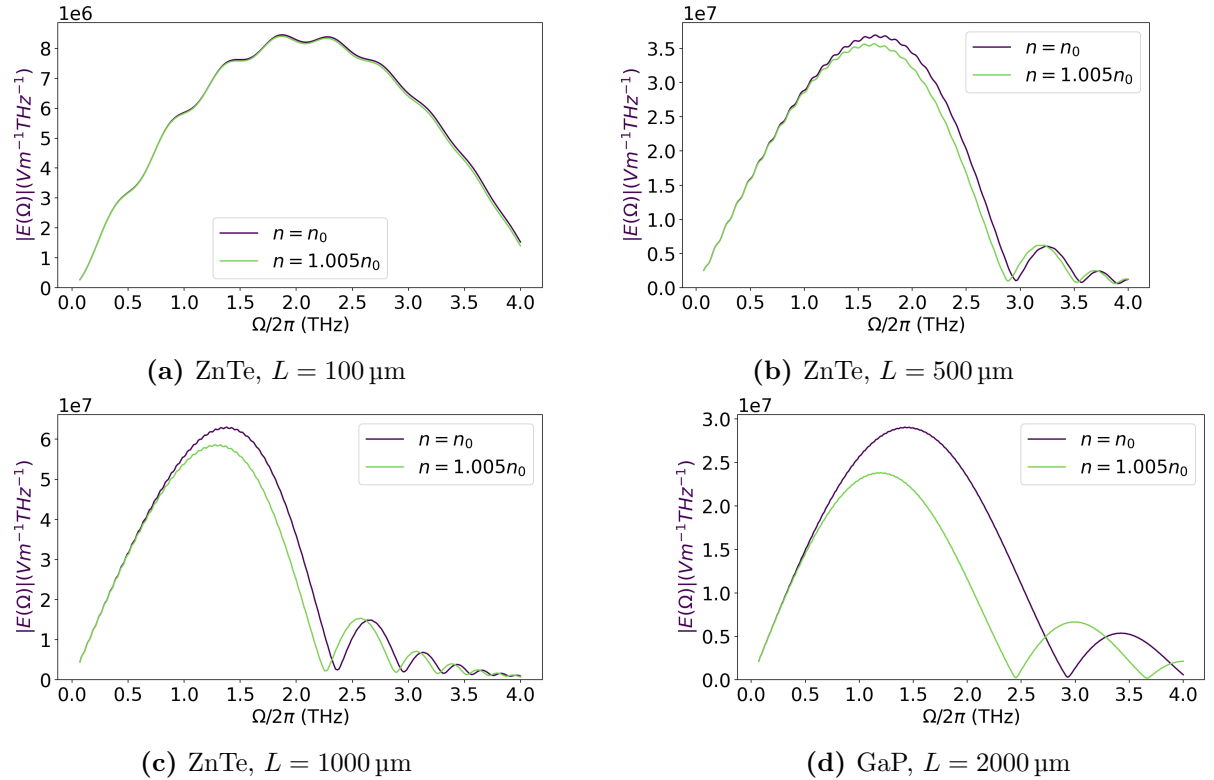 1e6
|E(Ω)|(Vm⁻¹THz⁻¹)
8
7
6
5
4
3
2
1
0
n = n₀
n = 1.005n₀
0.0 0.5 1.0 1.5 2.0 2.5 3.0 3.5 4.0
Ω/2π (THz)
(a) ZnTe, L = 100 µm
1e7
|E(Ω)|(Vm⁻¹THz⁻¹)
3.5
3.0
2.5
2.0
1.5
1.0
0.5
0.0
n = n₀
n = 1.005n₀
0.0 0.5 1.0 1.5 2.0 2.5 3.0 3.5 4.0
Ω/2π (THz)
(b) ZnTe, L = 500 µm
1e7
|E(Ω)|(Vm⁻¹THz⁻¹)
6
5
4
3
2
1
0
n = n₀
n = 1.005n₀
0.0 0.5 1.0 1.5 2.0 2.5 3.0 3.5 4.0
Ω/2π (THz)
(c) ZnTe, L = 1000 µm
1e7
|E(Ω)|(Vm⁻¹THz⁻¹)
3.0
2.5
2.0
1.5
1.0
0.5
0.0
n = n₀
n = 1.005n₀
0.0 0.5 1.0 1.5 2.0 2.5 3.0 3.5 4.0
Ω/2π (THz)
(d) GaP, L = 2000 µm